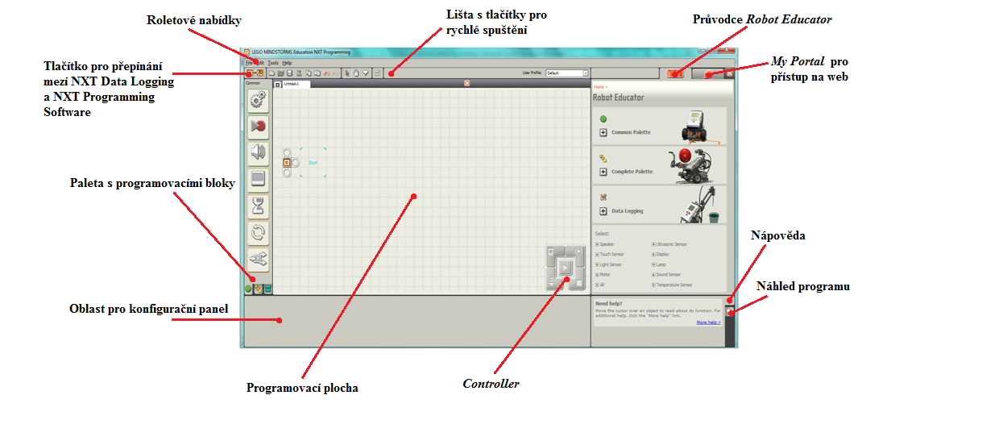 Roletové nabídky
Lišta s tlačítky pro
rychlé spuštění
Průvodce Robot Educator
My Portal pro
přístup na web
Tlačítko pro přepínání
mezí NXT Data Logging
a NXT Programming
Software
Paleta s programovacími bloky
Oblast pro konfigurační panel
Programovací plocha
Controller
Nápověda
Náhled programu
LEGO MINDSTORMS Education NXT Programming
File Edit Tools Help
User Profile: Default
Common
Untitled-1
Start
Home >
Robot Educator
Common Palette
Complete Palette
Data Logging
Select:
Speaker
Ultrasonic Sensor
Touch Sensor
Display
Light Sensor
Lamp
Motor
Sound Sensor
All
Temperature Sensor
Need help?
Move the cursor over an object to read about its function. For
additional help, click the "More help" link.
More help »